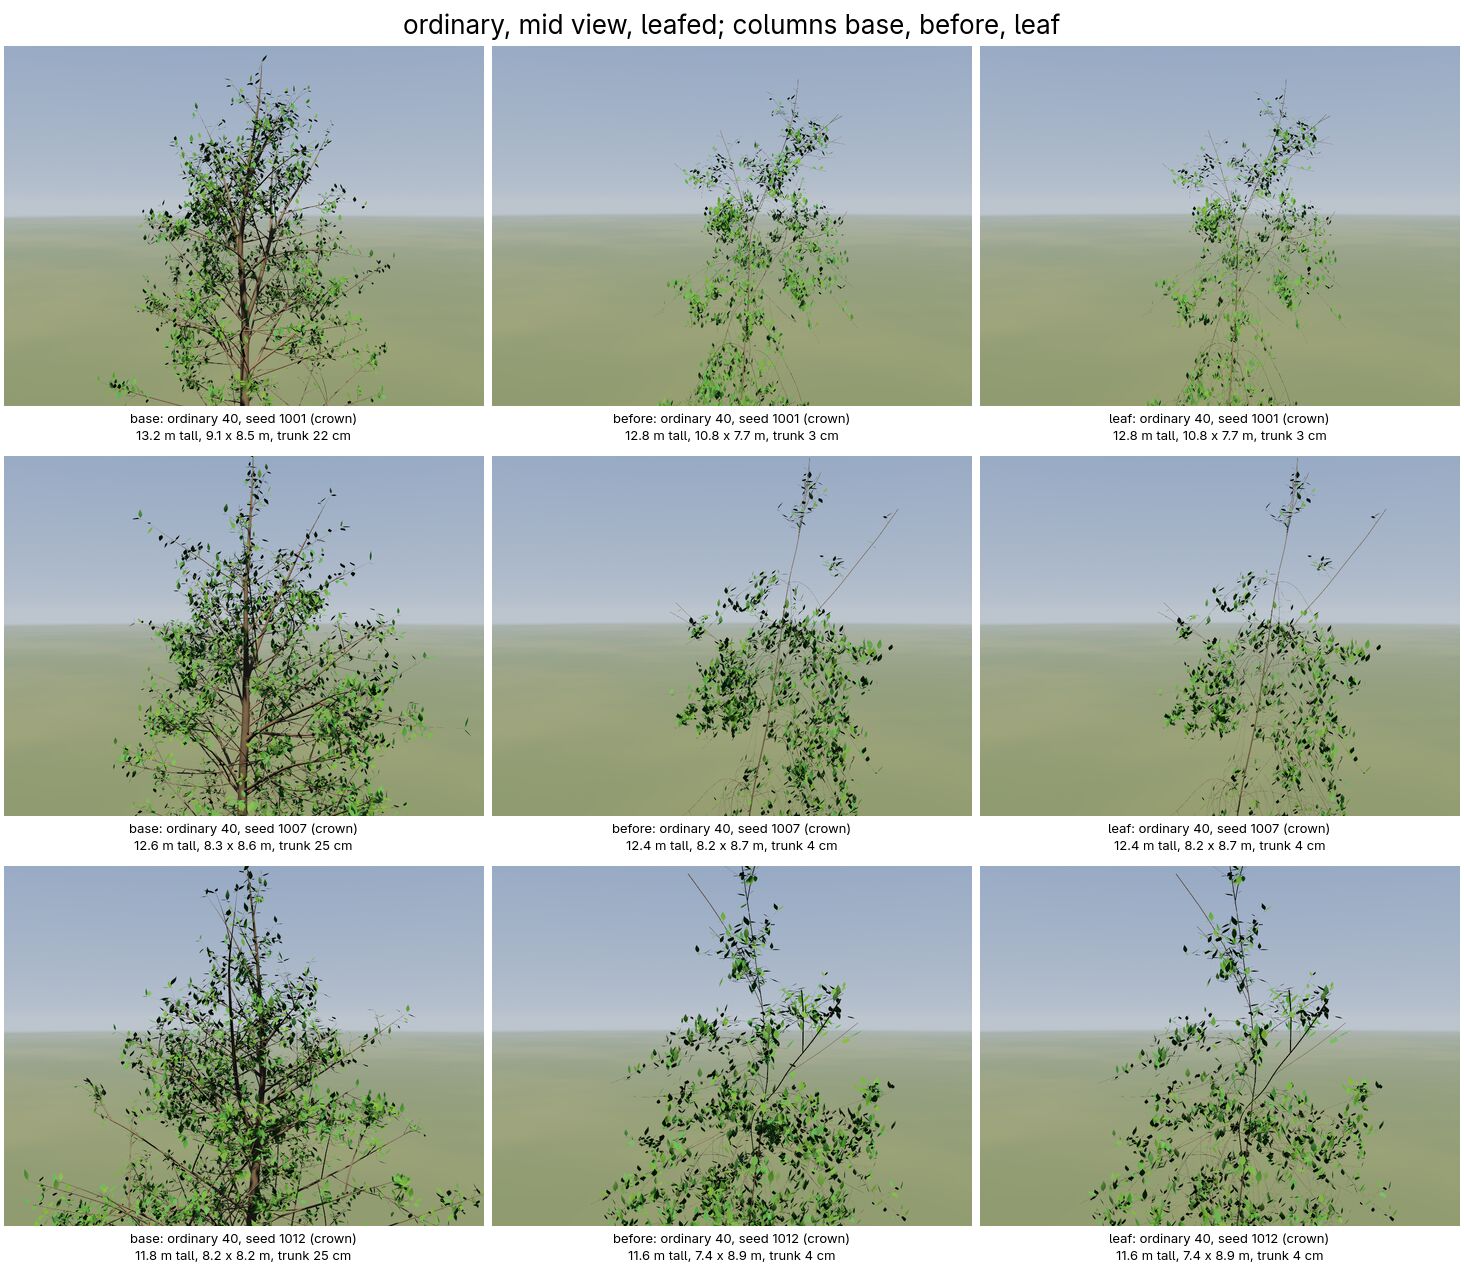 ordinary, mid view, leafed; columns base, before, leaf
base: ordinary 40, seed 1001 (crown)
13.2 m tall, 9.1 x 8.5 m, trunk 22 cm
before: ordinary 40, seed 1001 (crown)
12.8 m tall, 10.8 x 7.7 m, trunk 3 cm
leaf: ordinary 40, seed 1001 (crown)
12.8 m tall, 10.8 x 7.7 m, trunk 3 cm
base: ordinary 40, seed 1007 (crown)
12.6 m tall, 8.3 x 8.6 m, trunk 25 cm
before: ordinary 40, seed 1007 (crown)
12.4 m tall, 8.2 x 8.7 m, trunk 4 cm
leaf: ordinary 40, seed 1007 (crown)
12.4 m tall, 8.2 x 8.7 m, trunk 4 cm
base: ordinary 40, seed 1012 (crown)
11.8 m tall, 8.2 x 8.2 m, trunk 25 cm
before: ordinary 40, seed 1012 (crown)
11.6 m tall, 7.4 x 8.9 m, trunk 4 cm
leaf: ordinary 40, seed 1012 (crown)
11.6 m tall, 7.4 x 8.9 m, trunk 4 cm